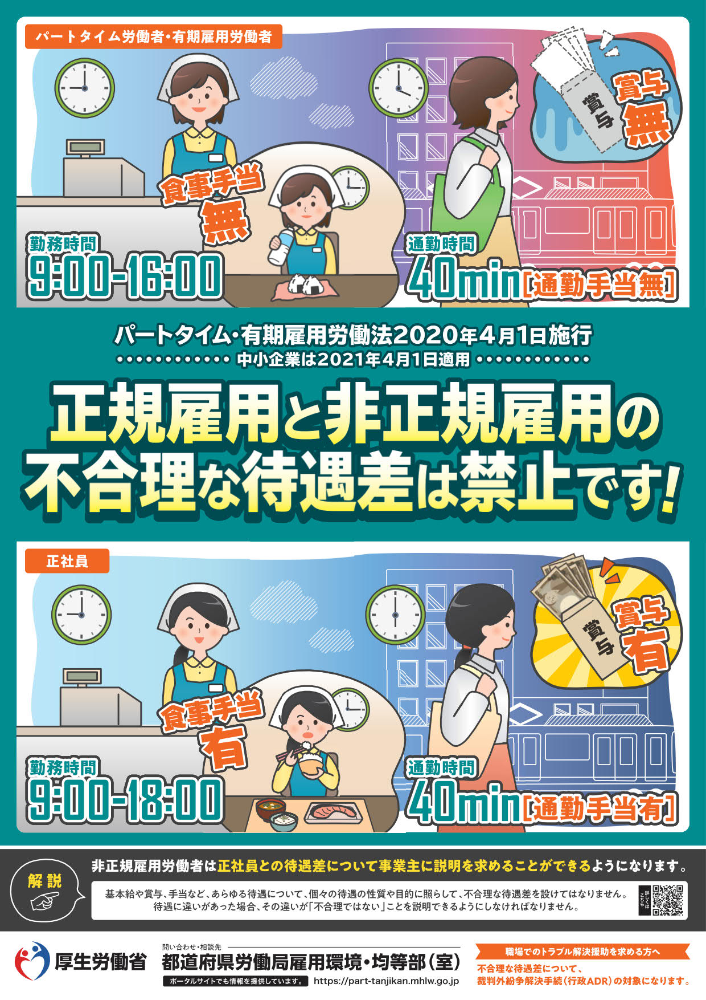 パートタイム労働者・有期雇用労働者
賞与
賞与
無
食事手当
無
勤務時間
9:00-16:00
通勤時間
40min[通勤手当無]
パートタイム・有期雇用労働法2020年4月1日施行
中小企業は2021年4月1日適用
正規雇用と非正規雇用の
不合理な待遇差は禁止です!
正社員
賞与
賞与
有
食事手当
有
勤務時間
9:00-18:00
通勤時間
40min[通勤手当有]
解説
非正規雇用労働者は正社員との待遇差について事業主に説明を求めることができるようになります。
基本給や賞与、手当など、あらゆる待遇について、個々の待遇の性質や目的に照らして、不合理な待遇差を設けてはなりません。
待遇に違いがあった場合、その違いが「不合理ではない」ことを説明できるようにしなければなりません。
詳しくは
こちら
厚生労働省
問い合わせ・相談先
都道府県労働局雇用環境・均等部(室)
ポータルサイトでも情報を提供しています。 https://part-tanjikan.mhlw.go.jp
職場でのトラブル解決援助を求める方へ
不合理な待遇差について、
裁判外紛争解決手続(行政ADR)の対象になります。